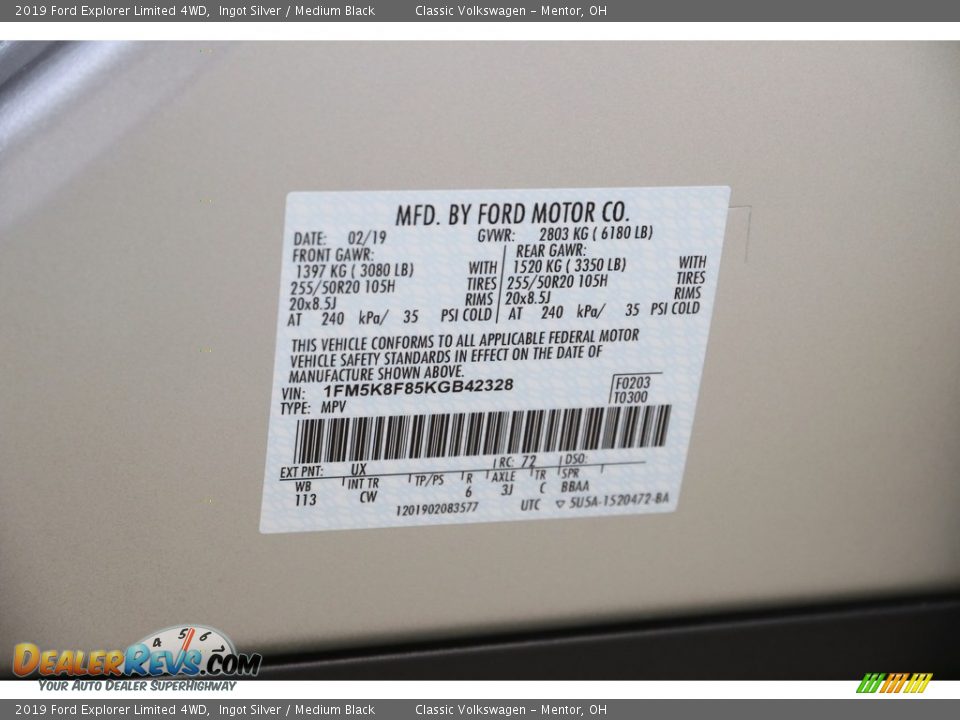 2019 Ford Explorer Limited 4WD, Ingot Silver / Medium Black Classic Volkswagen - Mentor, OH
MFD. BY FORD MOTOR CO.
DATE: 02/19 GVWR: 2803 KG ( 6180 LB)
FRONT GAWR: REAR GAWR:
1397 KG ( 3080 LB) WITH 1520 KG ( 3350 LB) WITH
255/50R20 105H TIRES 255/50R20 105H TIRES
20x8.5J RIMS 20x8.5J RIMS
AT 240 kPa/ 35 PSI COLD AT 240 kPa/ 35 PSI COLD
THIS VEHICLE CONFORMS TO ALL APPLICABLE FEDERAL MOTOR
VEHICLE SAFETY STANDARDS IN EFFECT ON THE DATE OF
MANUFACTURE SHOWN ABOVE.
VIN: 1FM5K8F85KGB42328 F0203
TYPE: MPV T0300
EXT PNT: UX RC: 72 DSO:
WB INT TR TP/PS R AXLE TR SPR
113 CW 6 3J C BBAA
1201902083577 UTC ▽ 5U5A-1520472-BA
4 5 6 7
DEALERREVS.COM
YOUR AUTO DEALER SUPERHIGHWAY
2019 Ford Explorer Limited 4WD, Ingot Silver / Medium Black Classic Volkswagen - Mentor, OH